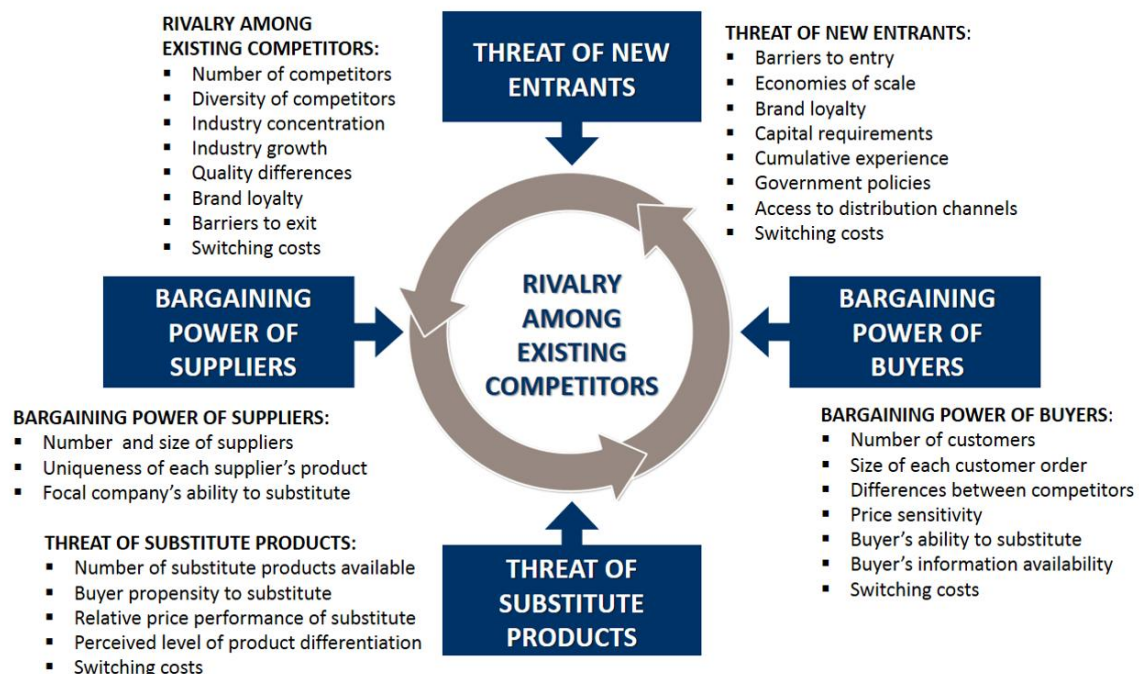 RIVALRY AMONG
EXISTING COMPETITORS:
▪ Number of competitors
▪ Diversity of competitors
▪ Industry concentration
▪ Industry growth
▪ Quality differences
▪ Brand loyalty
▪ Barriers to exit
▪ Switching costs
THREAT OF NEW
ENTRANTS
THREAT OF NEW ENTRANTS:
▪ Barriers to entry
▪ Economies of scale
▪ Brand loyalty
▪ Capital requirements
▪ Cumulative experience
▪ Government policies
▪ Access to distribution channels
▪ Switching costs
BARGAINING
POWER OF
SUPPLIERS
RIVALRY
AMONG
EXISTING
COMPETITORS
BARGAINING
POWER OF
BUYERS
BARGAINING POWER OF SUPPLIERS:
▪ Number and size of suppliers
▪ Uniqueness of each supplier’s product
▪ Focal company’s ability to substitute
BARGAINING POWER OF BUYERS:
▪ Number of customers
▪ Size of each customer order
▪ Differences between competitors
▪ Price sensitivity
▪ Buyer’s ability to substitute
▪ Buyer’s information availability
▪ Switching costs
THREAT OF SUBSTITUTE PRODUCTS:
▪ Number of substitute products available
▪ Buyer propensity to substitute
▪ Relative price performance of substitute
▪ Perceived level of product differentiation
▪ Switching costs
THREAT OF
SUBSTITUTE
PRODUCTS